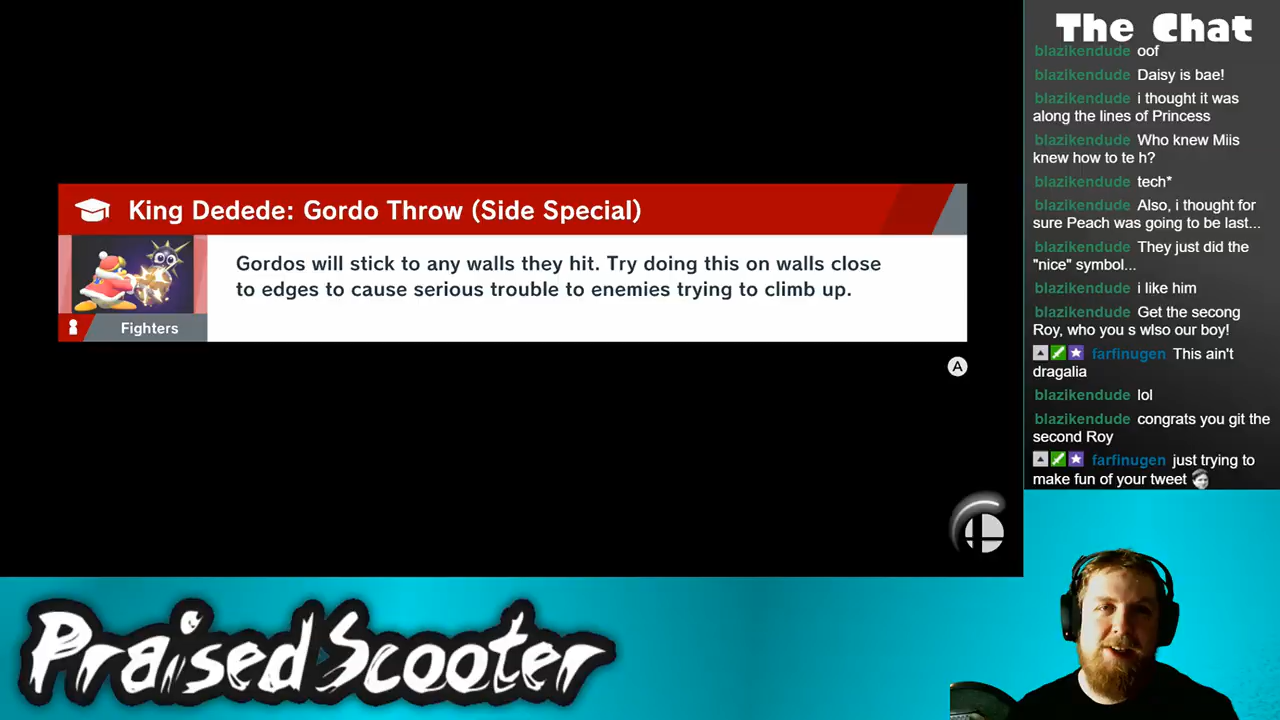 King Dedede: Gordo Throw (Side Special)
Gordos will stick to any walls they hit. Try doing this on walls close
to edges to cause serious trouble to enemies trying to climb up.
Fighters
A
The Chat
blazikendude oof
blazikendude Daisy is bae!
blazikendude i thought it was
along the lines of Princess
blazikendude Who knew Miis
knew how to te h?
blazikendude tech*
blazikendude Also, i thought for
sure Peach was going to be last...
blazikendude They just did the
"nice" symbol...
blazikendude i like him
blazikendude Get the secong
Roy, who you s wlso our boy!
farfinugen This ain't
dragalia
blazikendude lol
blazikendude congrats you git the
second Roy
farfinugen just trying to
make fun of your tweet
PraisedScooter